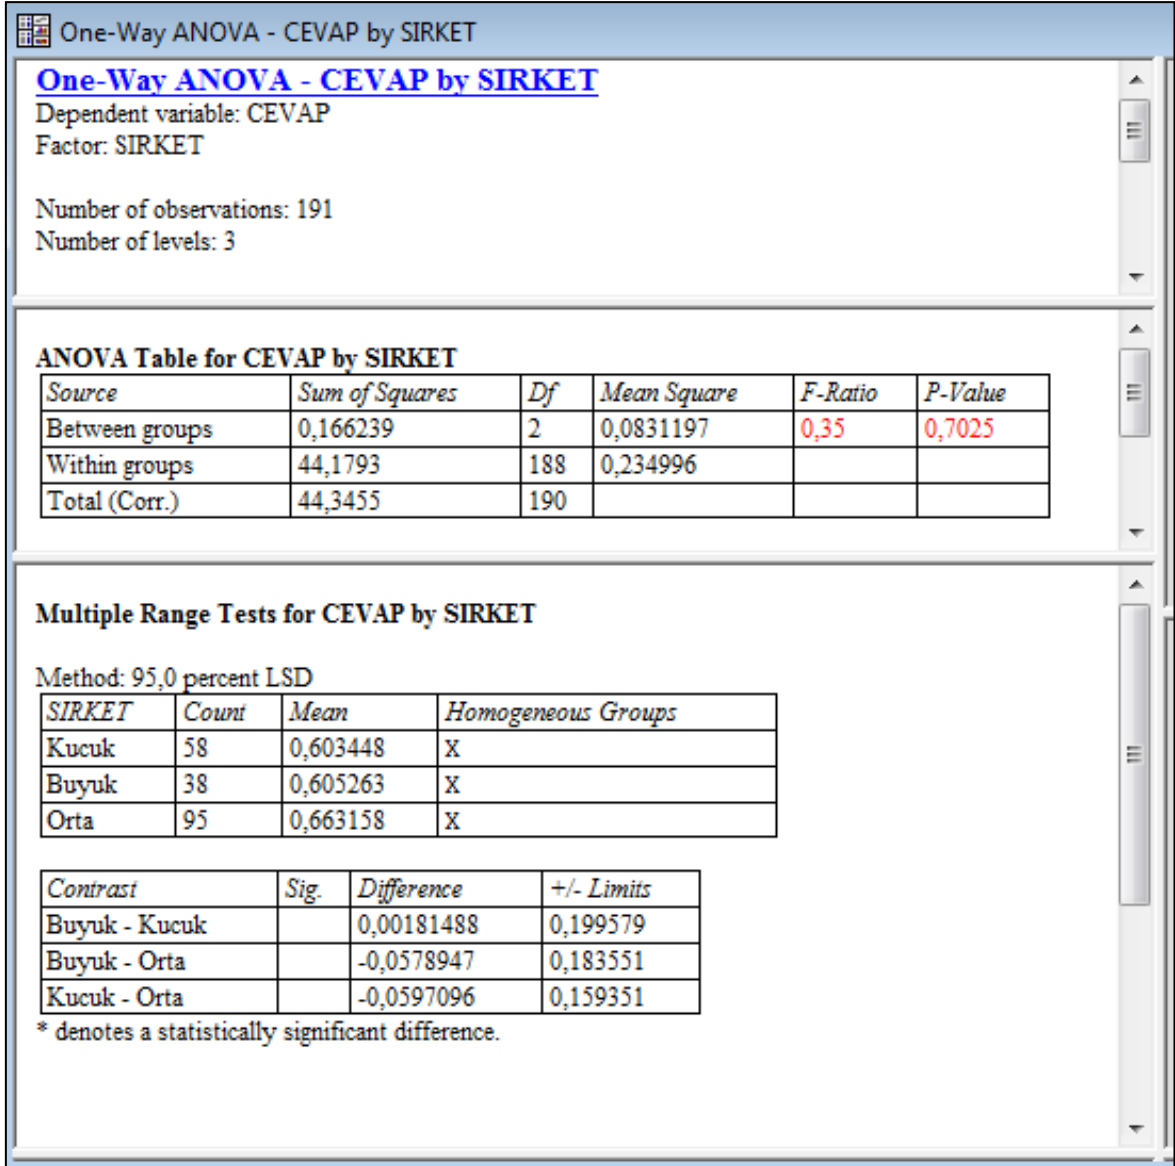 One-Way ANOVA - CEVAP by SIRKET
One-Way ANOVA - CEVAP by SIRKET
Dependent variable: CEVAP
Factor: SIRKET
Number of observations: 191
Number of levels: 3
ANOVA Table for CEVAP by SIRKET
Source Sum of Squares Df Mean Square F-Ratio P-Value
Between groups 0,166239 2 0,0831197 0,35 0,7025
Within groups 44,1793 188 0,234996
Total (Corr.) 44,3455 190
Multiple Range Tests for CEVAP by SIRKET
Method: 95,0 percent LSD
SIRKET Count Mean Homogeneous Groups
Kucuk 58 0,603448 X
Buyuk 38 0,605263 X
Orta 95 0,663158 X
Contrast Sig. Difference +/- Limits
Buyuk - Kucuk 0,00181488 0,199579
Buyuk - Orta -0,0578947 0,183551
Kucuk - Orta -0,0597096 0,159351
* denotes a statistically significant difference.